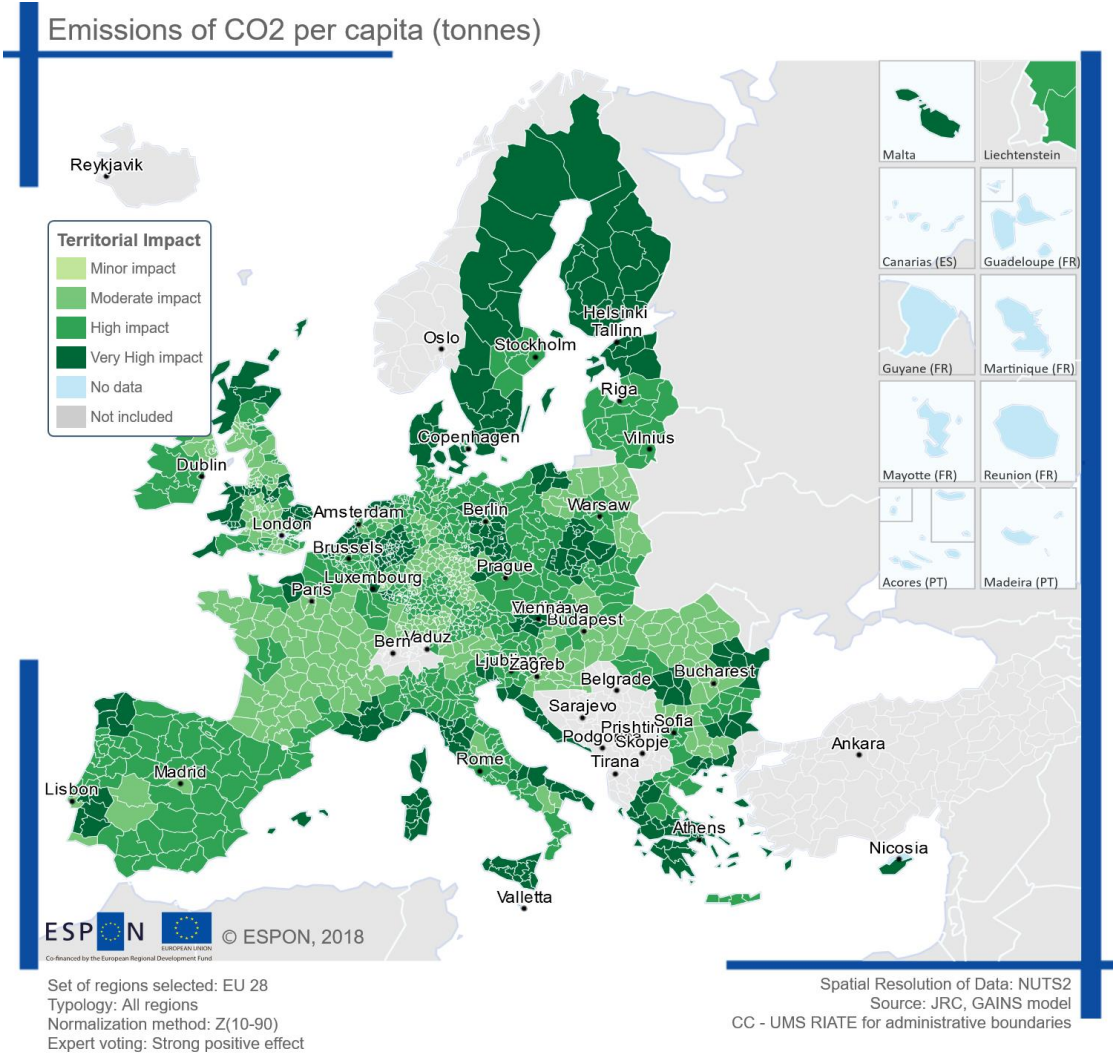 Emissions of CO2 per capita (tonnes)
Reykjavik
Territorial Impact
Minor impact
Moderate impact
High impact
Very High impact
No data
Not included
Malta
Liechtenstein
Canarias (ES)
Guadeloupe (FR)
Guyane (FR)
Martinique (FR)
Mayotte (FR)
Reunion (FR)
Acores (PT)
Madeira (PT)
Helsinki
Tallinn
Oslo
Stockholm
Riga
Copenhagen
Vilnius
Dublin
Amsterdam
Berlin
Warsaw
London
Brussels
Prague
Luxembourg
Paris
Vienna
Budapest
Bern
Vaduz
Zagreb
Belgrade
Bucharest
Sarajevo
Prishtina
Sofia
Skopje
Tirana
Rome
Madrid
Lisbon
Ankara
Athens
Nicosia
Valletta
ESPON
EUROPEAN UNION
Co-financed by the European Regional Development Fund
© ESPON, 2018
Set of regions selected: EU 28
Typology: All regions
Normalization method: Z(10-90)
Expert voting: Strong positive effect
Spatial Resolution of Data: NUTS2
Source: JRC, GAINS model
CC - UMS RIATE for administrative boundaries